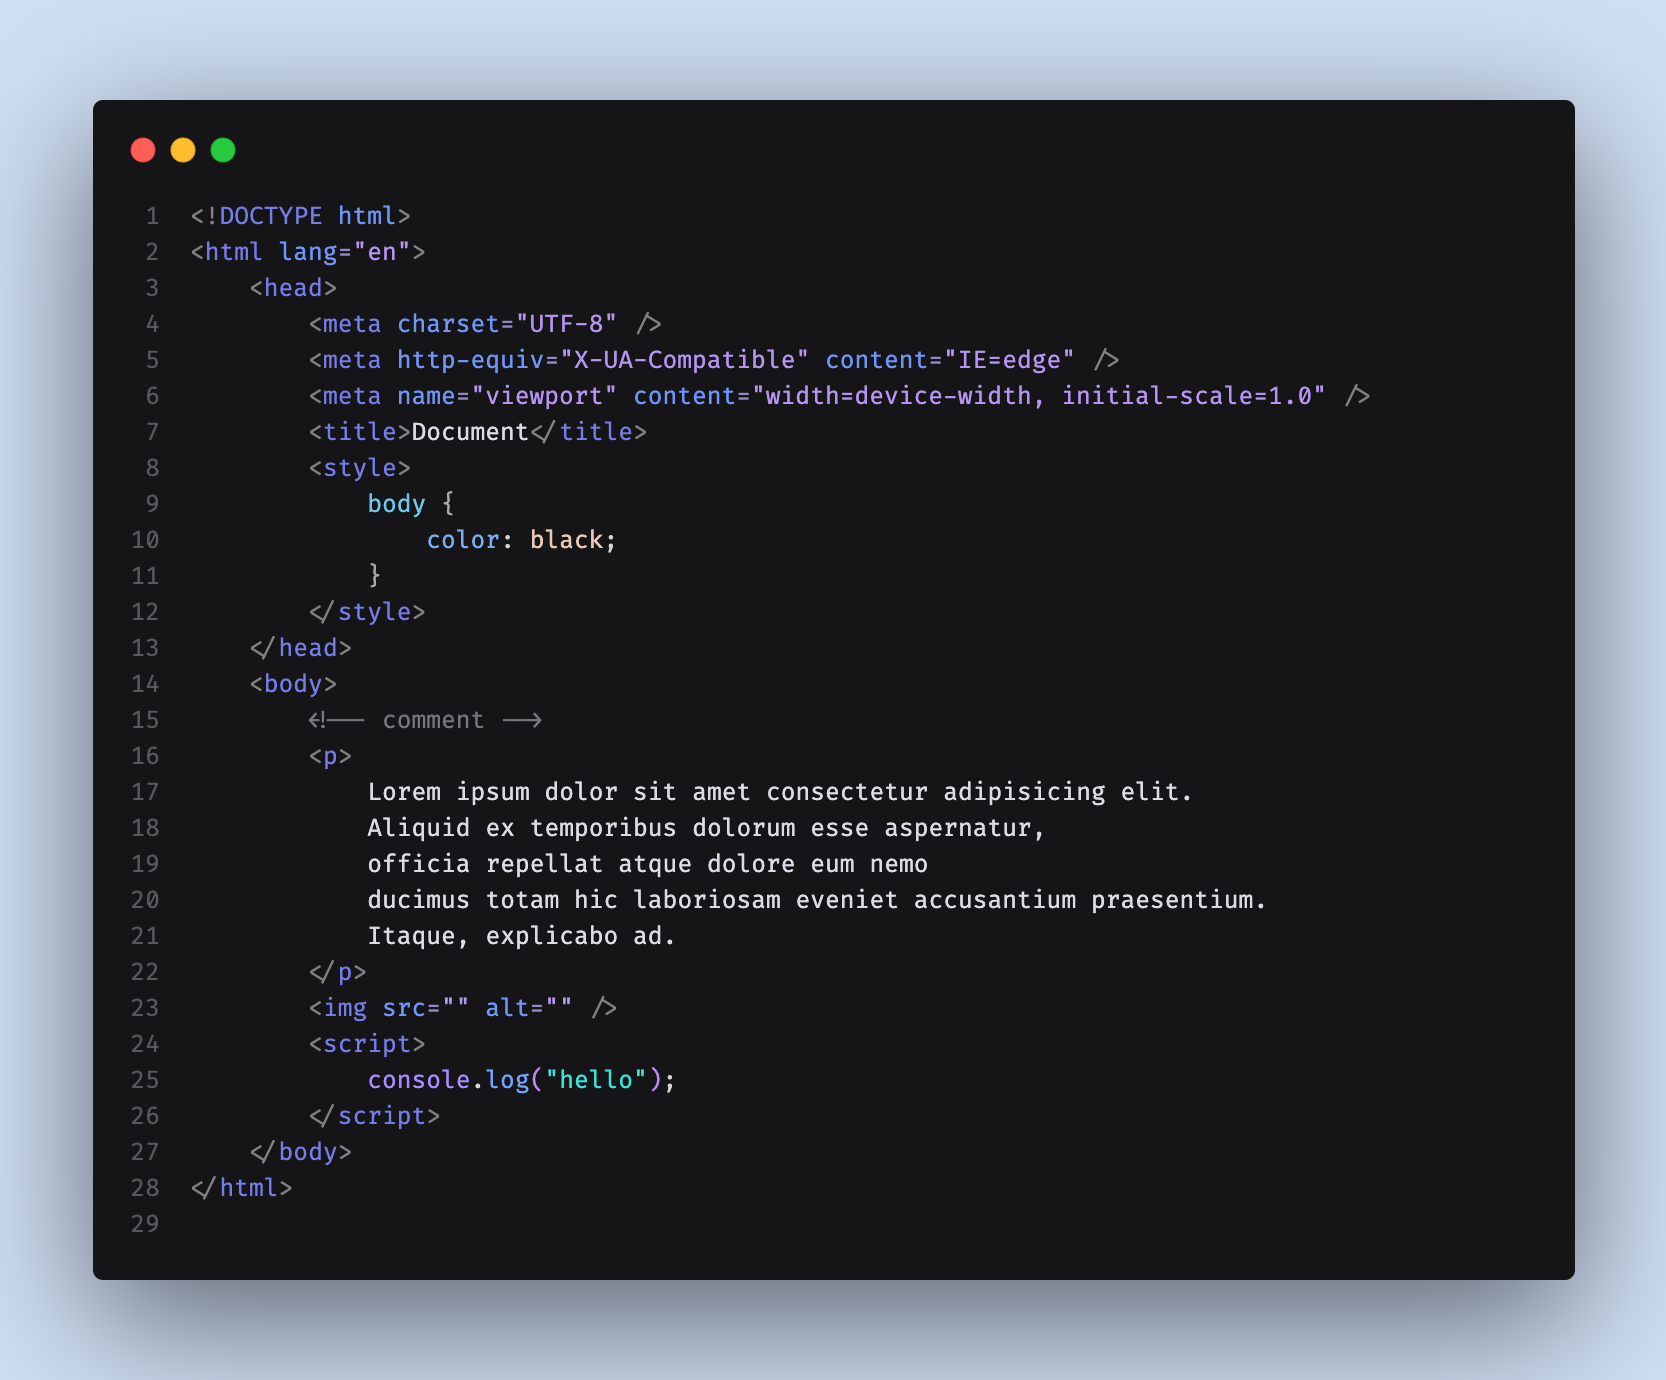 1 <!DOCTYPE html>
2 <html lang="en">
3     <head>
4         <meta charset="UTF-8" />
5         <meta http-equiv="X-UA-Compatible" content="IE=edge" />
6         <meta name="viewport" content="width=device-width, initial-scale=1.0" />
7         <title>Document</title>
8         <style>
9             body {
10                 color: black;
11             }
12         </style>
13     </head>
14     <body>
15         <!-- comment -->
16         <p>
17             Lorem ipsum dolor sit amet consectetur adipisicing elit.
18             Aliquid ex temporibus dolorum esse aspernatur,
19             officia repellat atque dolore eum nemo
20             ducimus totam hic laboriosam eveniet accusantium praesentium.
21             Itaque, explicabo ad.
22         </p>
23         <img src="" alt="" />
24         <script>
25             console.log("hello");
26         </script>
27     </body>
28 </html>
29